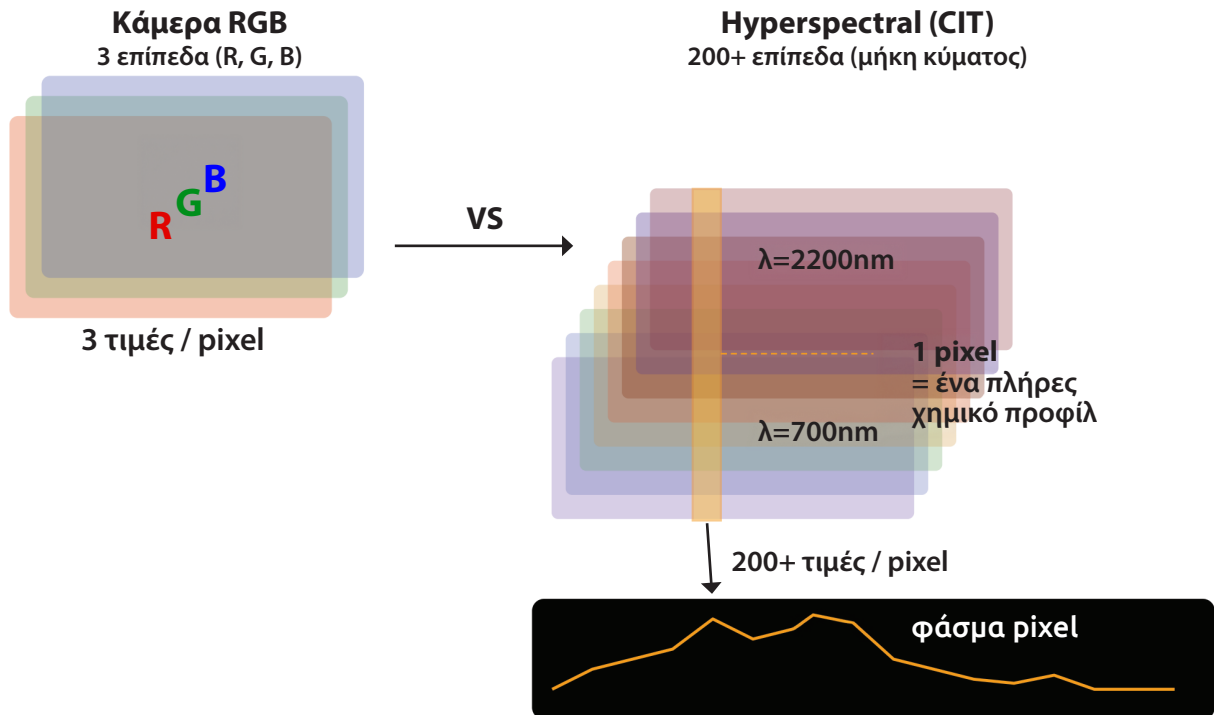 Κάμερα RGB
3 επίπεδα (R, G, B)
R
G
B
3 τιμές / pixel
VS
Hyperspectral (CIT)
200+ επίπεδα (μήκη κύματος)
λ=2200nm
1 pixel
= ένα πλήρες
χημικό προφίλ
λ=700nm
200+ τιμές / pixel
φάσμα pixel